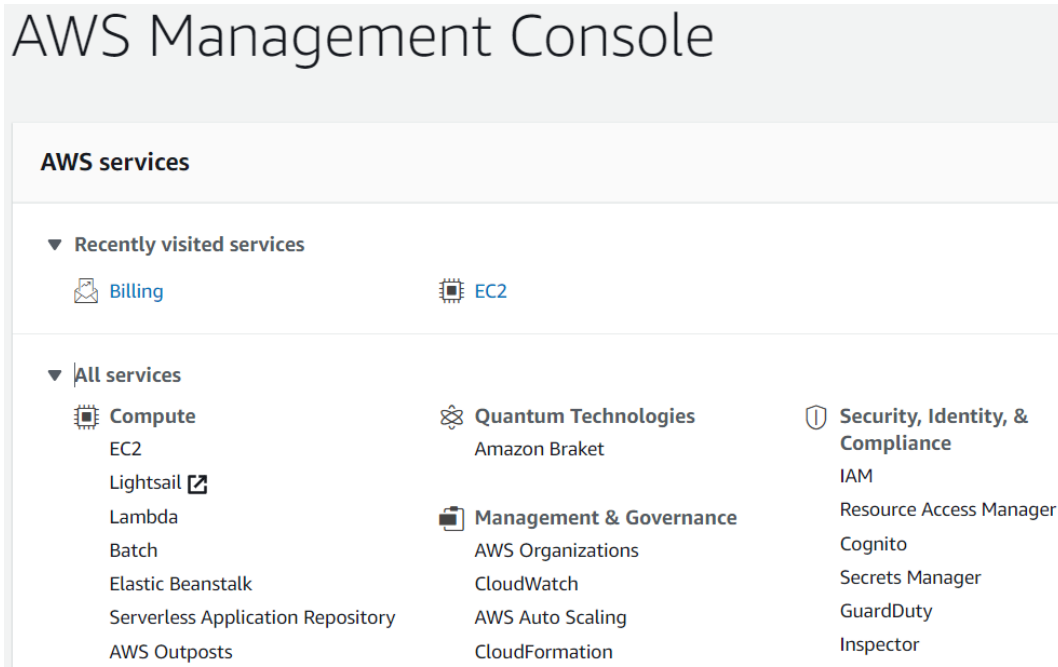 AWS Management Console
AWS services
Recently visited services
Billing
EC2
All services
Compute
EC2
Lightsail
Lambda
Batch
Elastic Beanstalk
Serverless Application Repository
AWS Outposts
Quantum Technologies
Amazon Braket
Management & Governance
AWS Organizations
CloudWatch
AWS Auto Scaling
CloudFormation
Security, Identity, &
Compliance
IAM
Resource Access Manager
Cognito
Secrets Manager
GuardDuty
Inspector